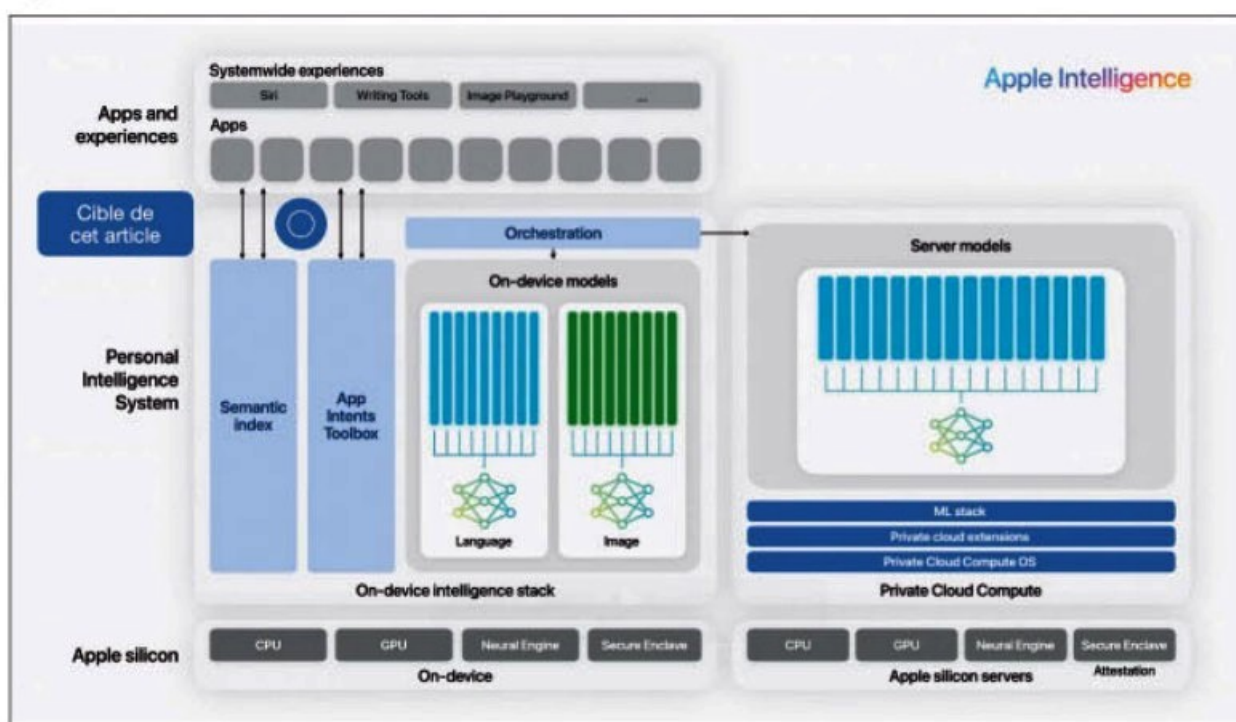 Apple Intelligence
Systemwide experiences
Siri
Writing Tools
Image Playground
...
Apps and
experiences
Apps
Cible de
cet article
Orchestration
Server models
On-device models
Personal
Intelligence
System
Semantic
index
App
Intents
Toolbox
Language
Image
ML stack
Private cloud extensions
Private Cloud Compute OS
On-device intelligence stack
Private Cloud Compute
Apple silicon
CPU
GPU
Neural Engine
Secure Enclave
On-device
CPU
GPU
Neural Engine
Secure Enclave
Attestation
Apple silicon servers